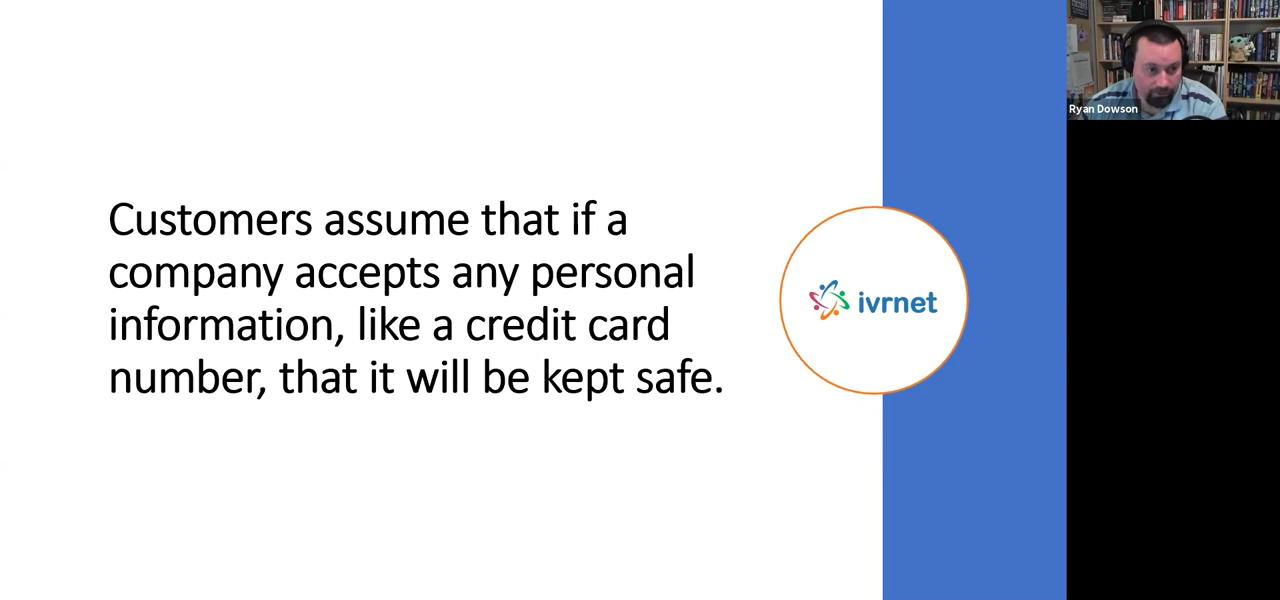 Customers assume that if a
company accepts any personal
information, like a credit card
number, that it will be kept safe.
ivrnet
Ryan Dowson